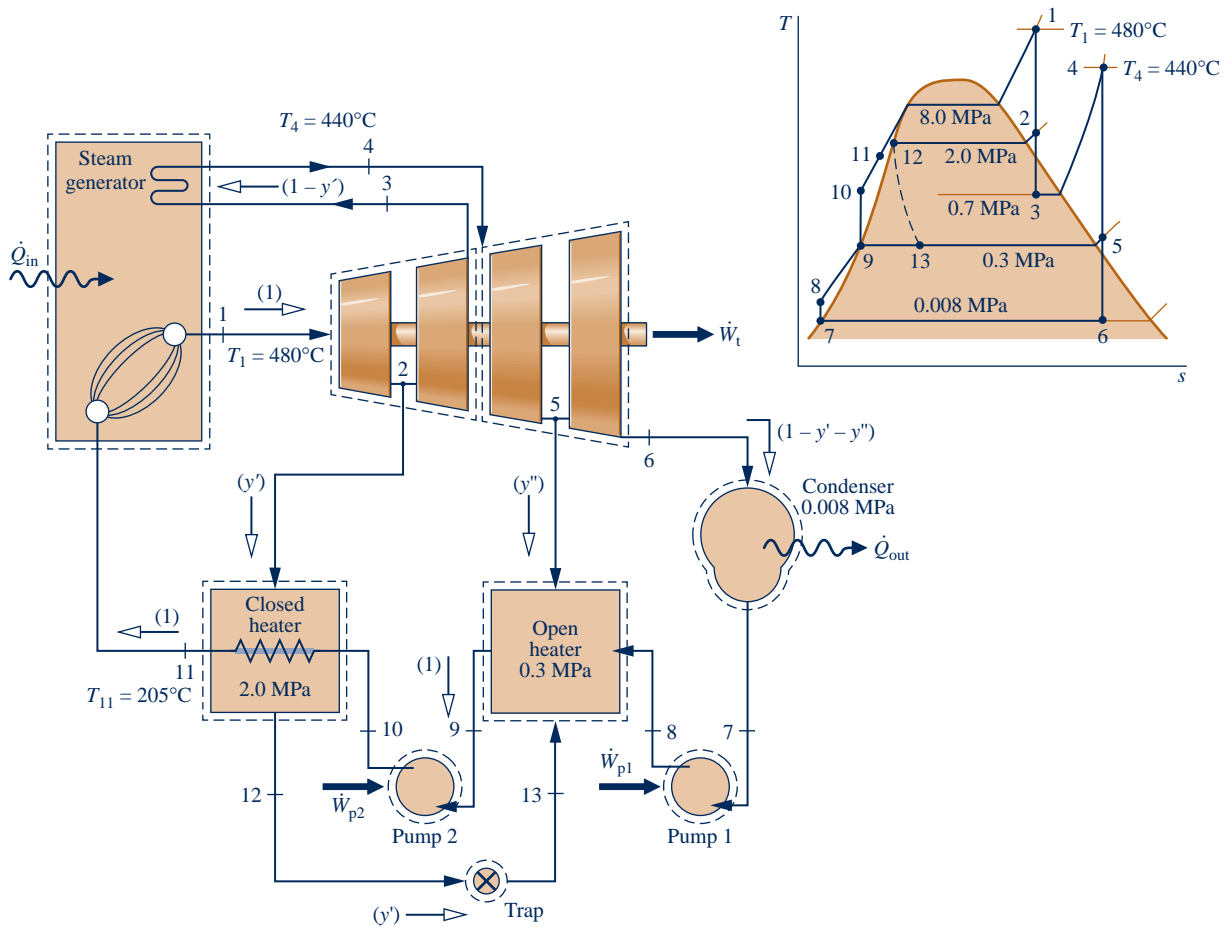 T
1
T₁ = 480°C
4
T₄ = 440°C
8.0 MPa
2
11
12
2.0 MPa
10
0.7 MPa
3
9
13
0.3 MPa
5
8
0.008 MPa
7
6
s
T₄ = 440°C
4
Steam
generator
(1 – y′)
3
Q̇in
1
(1)
T₁ = 480°C
Ẇt
2
5
6
(1 – y' – y")
(y')
(y")
Condenser
0.008 MPa
Q̇out
Closed
heater
2.0 MPa
(1)
11
T₁₁ = 205°C
Open
heater
0.3 MPa
(1)
10
9
8
7
12
Ẇp2
Pump 2
13
Ẇp1
Pump 1
(y')
Trap